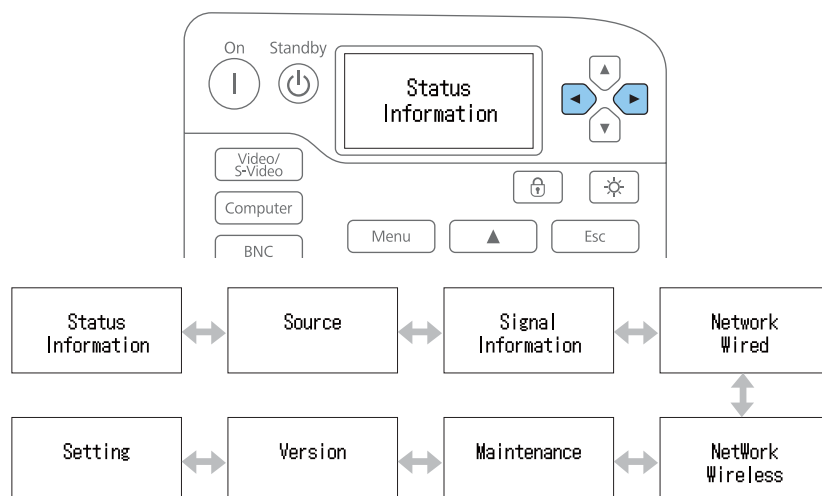 On
Standby
Status
Information
Video/
S-Video
Computer
BNC
Menu
Esc
Status
Information
Source
Signal
Information
Network
Wired
Setting
Version
Maintenance
NetWork
Wireless